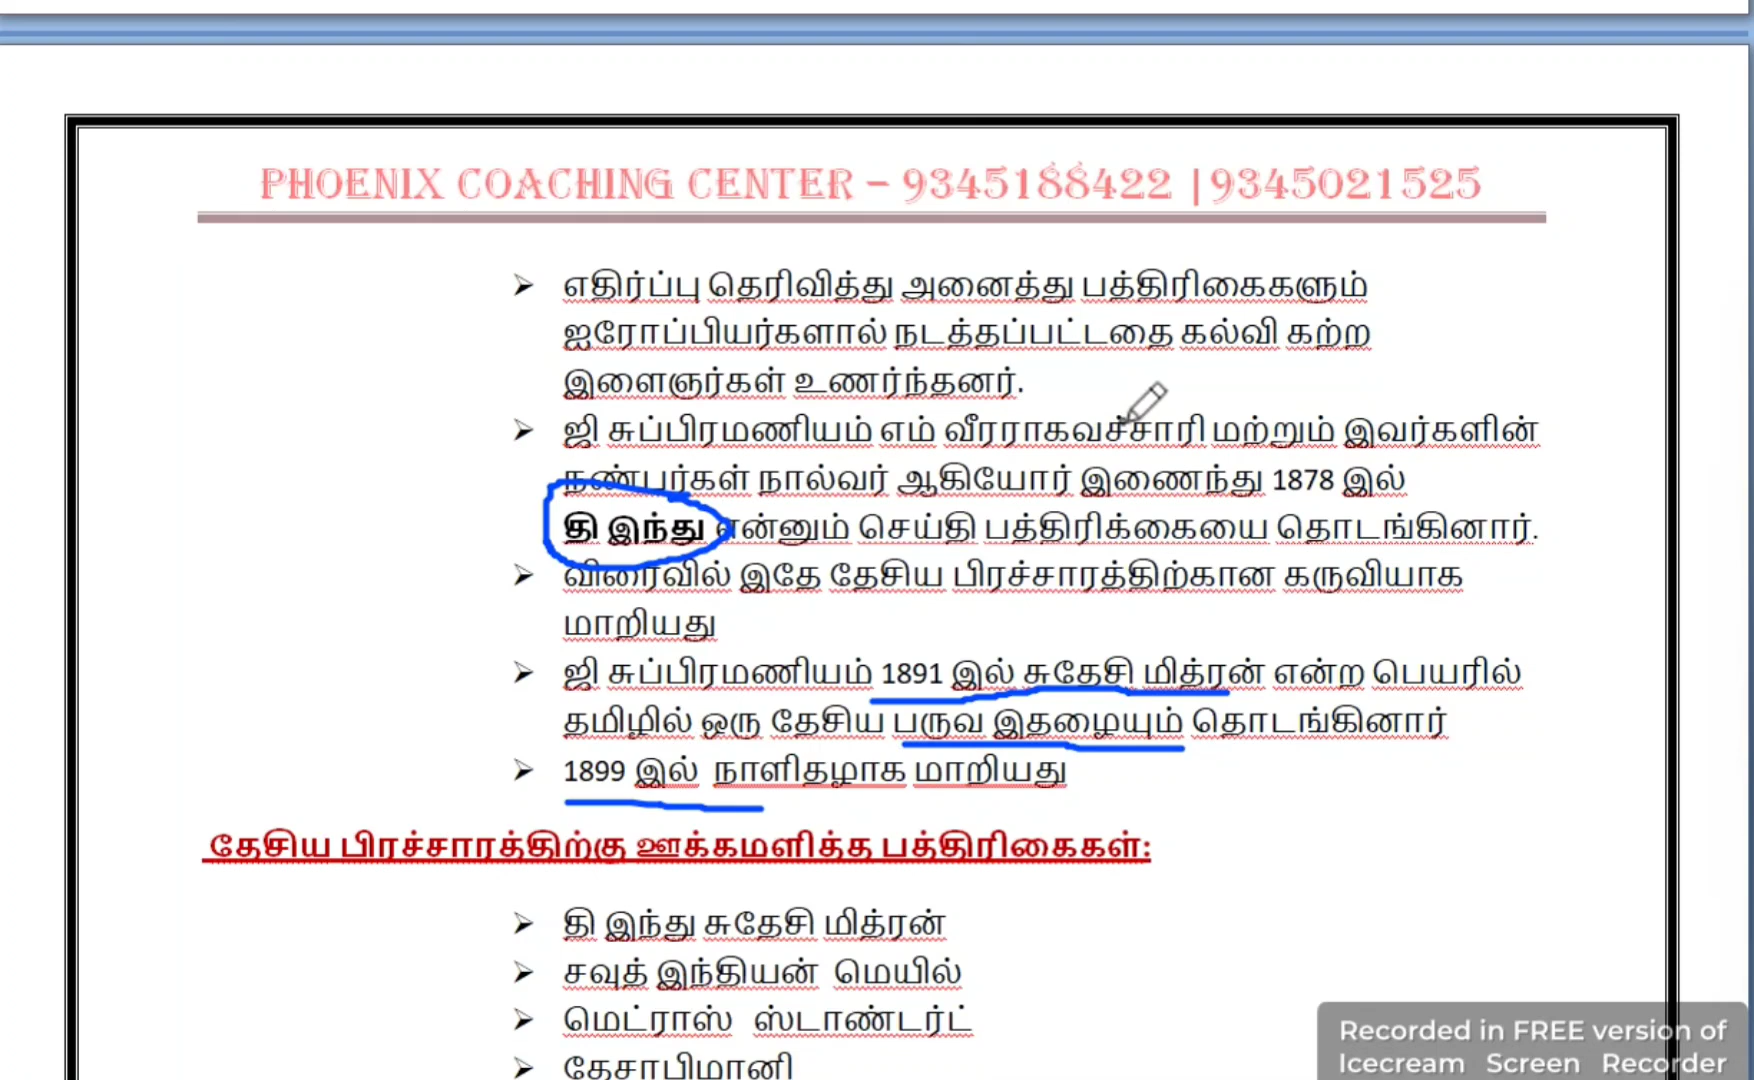 PHOENIX COACHING CENTER – 9345188422 |9345021525
➢ எதிர்ப்பு தெரிவித்து அனைத்து பத்திரிகைகளும்
ஐரோப்பியர்களால் நடத்தப்பட்டதை கல்வி கற்ற
இளைஞர்கள் உணர்ந்தனர்.
➢ ஜி சுப்பிரமணியம் எம் வீரராகவச்சாரி மற்றும் இவர்களின்
நண்பர்கள் நால்வர் ஆகியோர் இணைந்து 1878 இல்
தி இந்து என்னும் செய்தி பத்திரிக்கையை தொடங்கினார்.
➢ விரைவில் இதே தேசிய பிரச்சாரத்திற்கான கருவியாக
மாறியது
➢ ஜி சுப்பிரமணியம் 1891 இல் சுதேசி மித்ரன் என்ற பெயரில்
தமிழில் ஒரு தேசிய பருவ இதழையும் தொடங்கினார்
➢ 1899 இல் நாளிதழாக மாறியது
தேசிய பிரச்சாரத்திற்கு ஊக்கமளித்த பத்திரிகைகள்:
➢ தி இந்து சுதேசி மித்ரன்
➢ சவுத் இந்தியன் மெயில்
➢ மெட்ராஸ் ஸ்டாண்டர்ட்
➢ தேசாபிமானி
Recorded in FREE version of
Icecream Screen Recorder